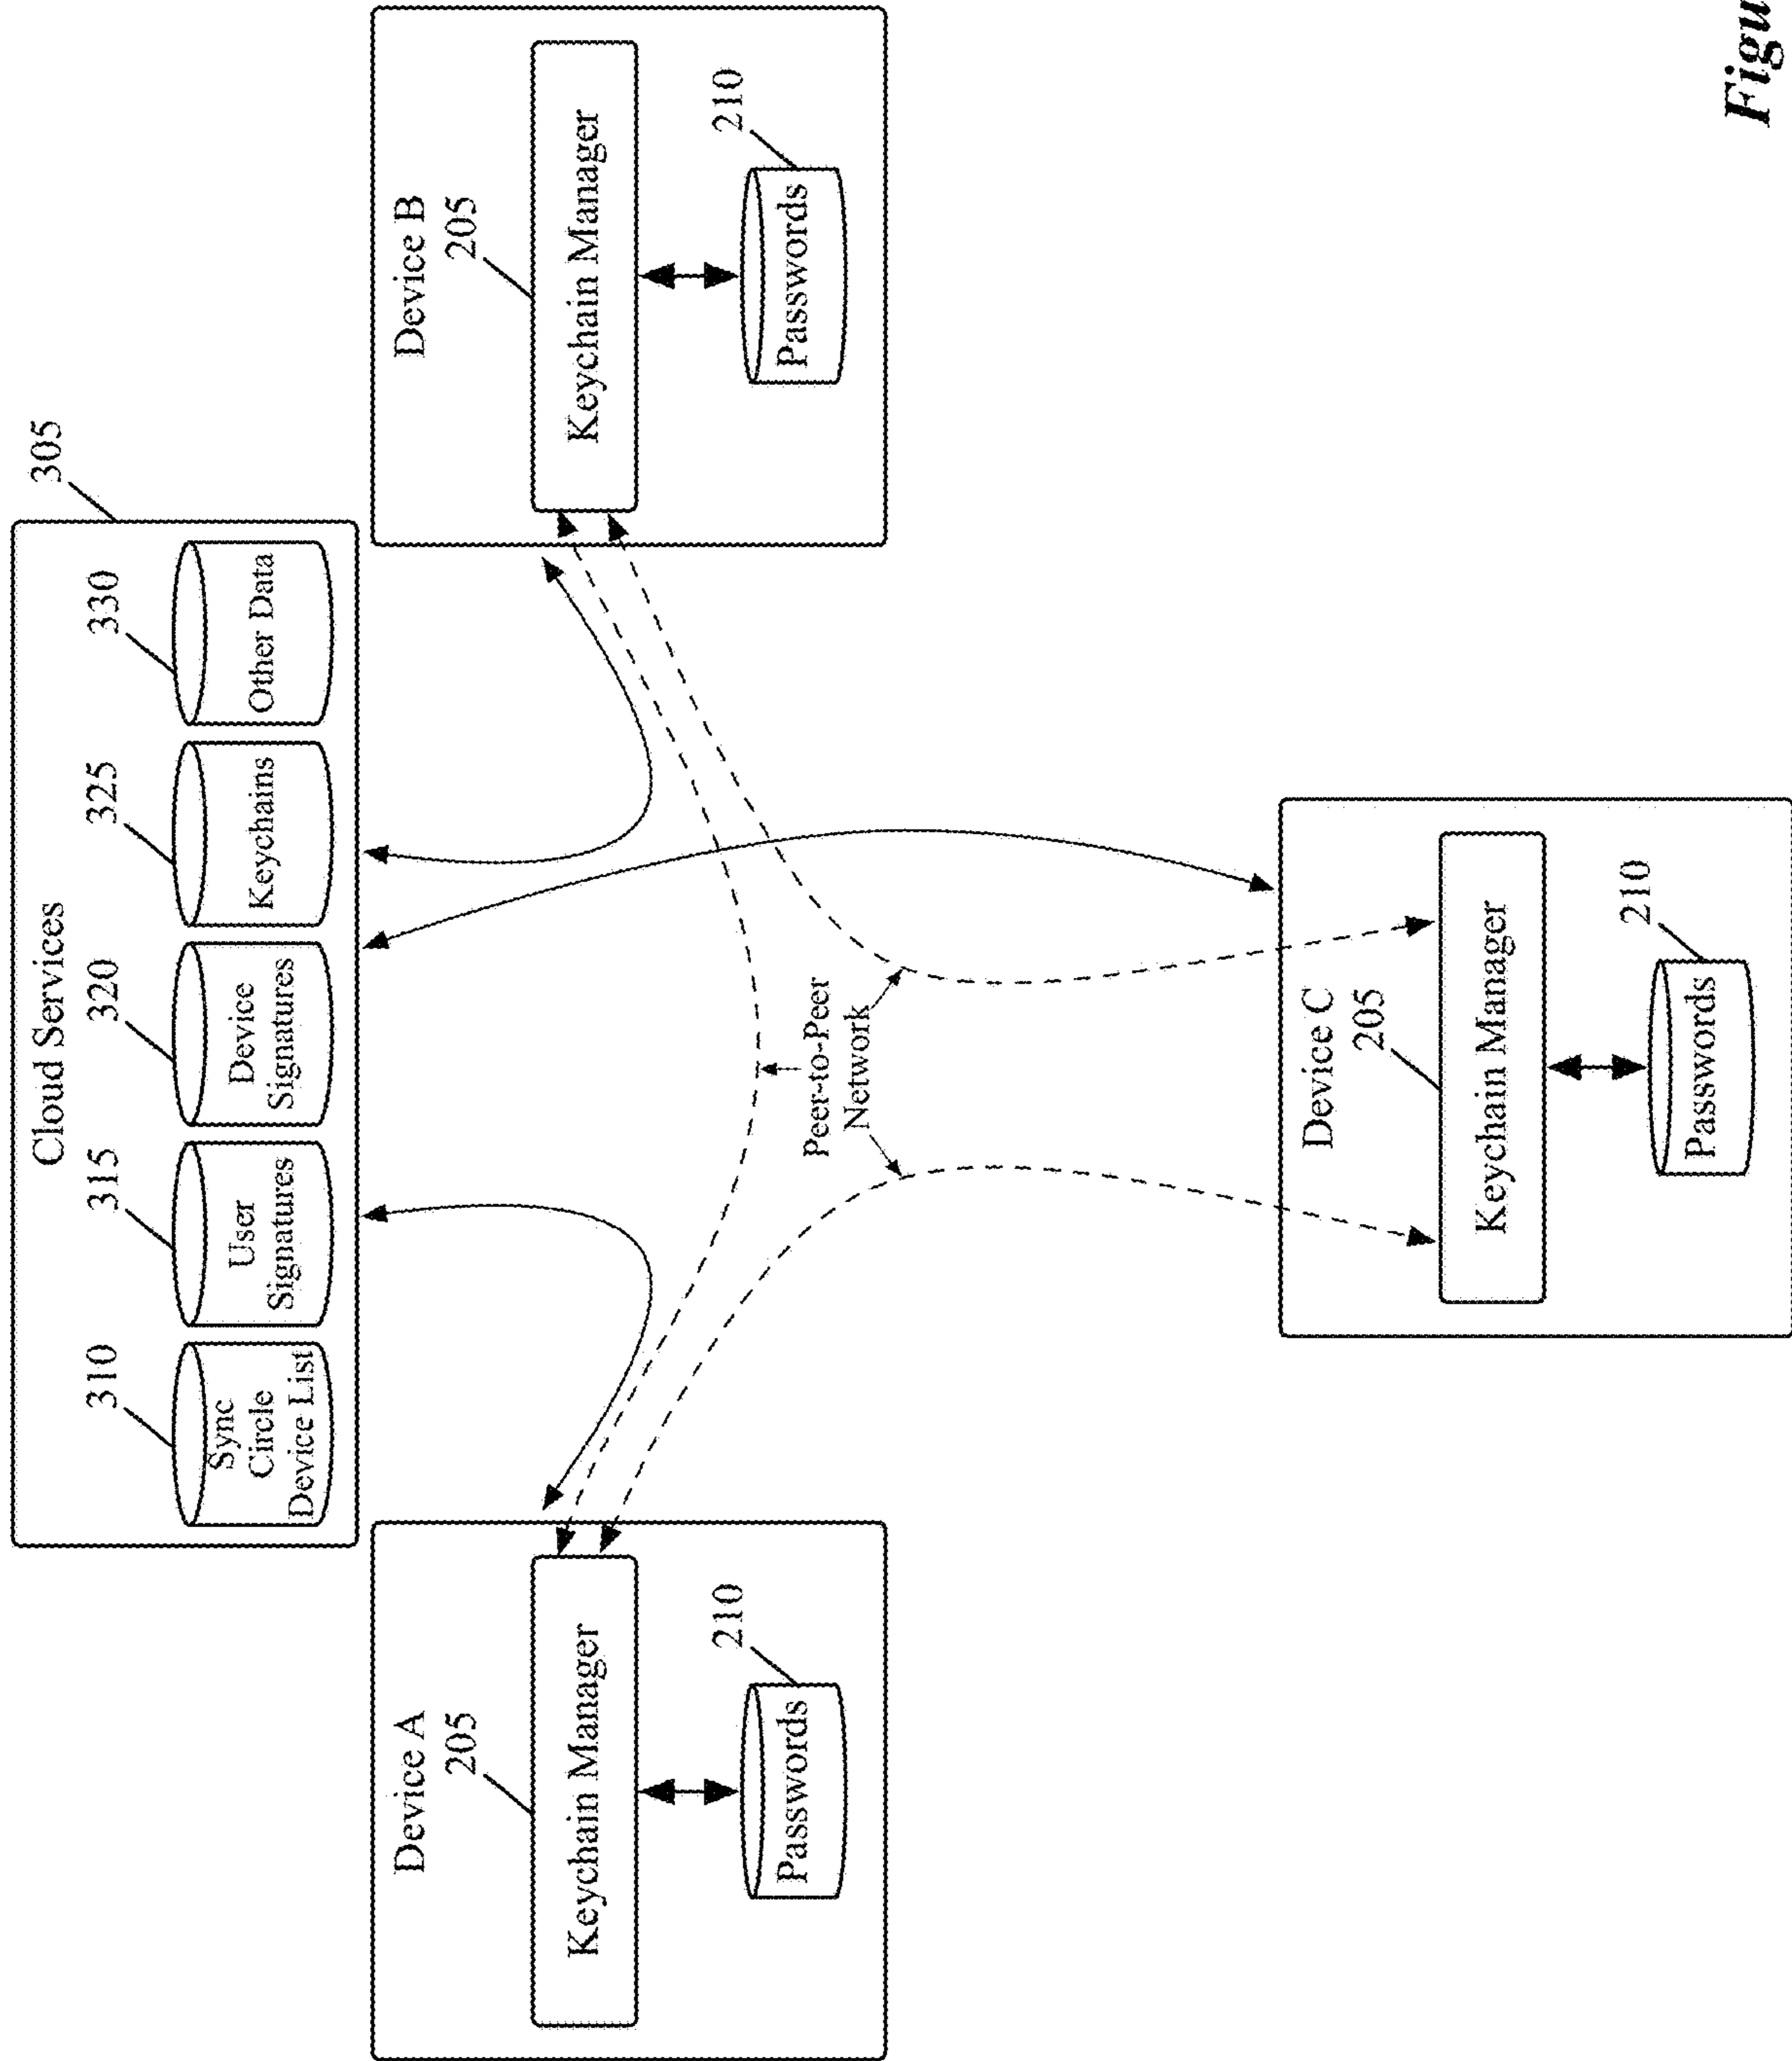 305
Cloud Services
310
315
320
325
330
Sync
Circle
Device List
User
Signatures
Device
Signatures
Keychains
Other Data
Device A
205
Keychain Manager
210
Passwords
Device B
205
Keychain Manager
210
Passwords
Peer-to-Peer
Network
Device C
205
Keychain Manager
210
Passwords
Figu